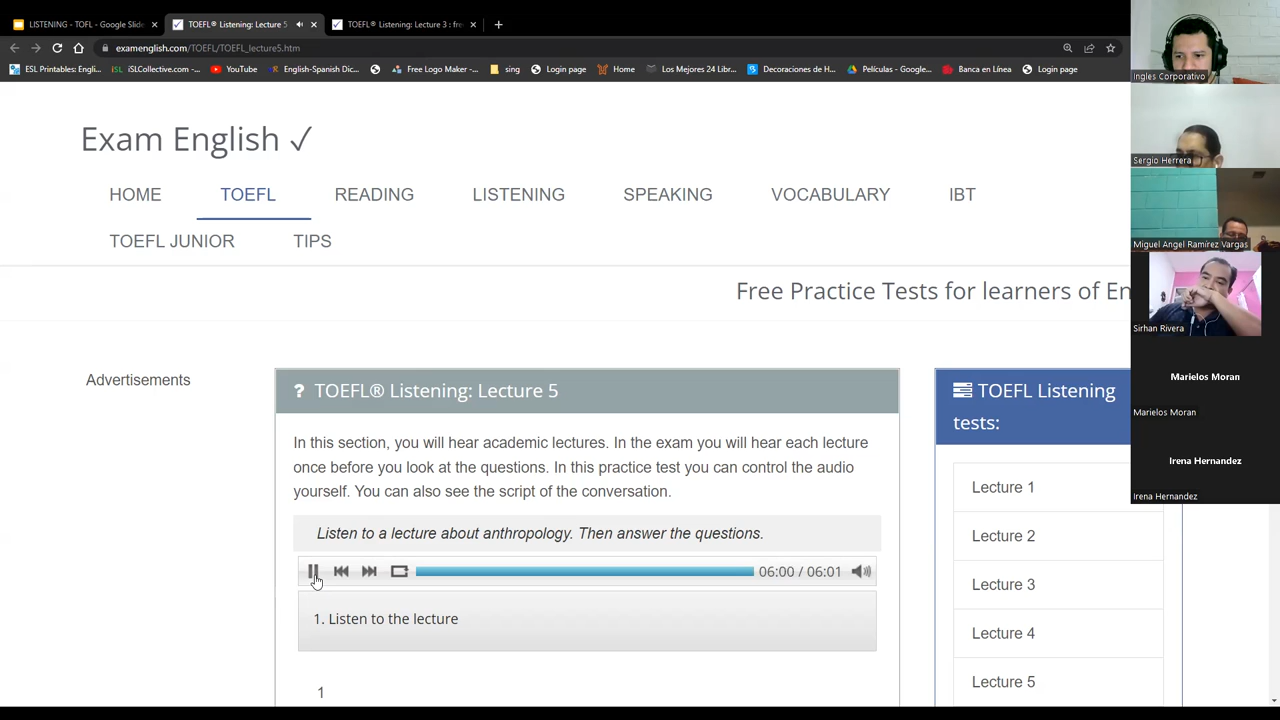 LISTENING - TOFL - Google Slide
TOEFL® Listening: Lecture 5
TOEFL® Listening: Lecture 3 : fre
examenglish.com/TOEFL/TOEFL_lecture5.htm
ESL Printables: Engli...
iSLCollective.com -...
YouTube
English-Spanish Dic...
Free Logo Maker -...
sing
Login page
Home
Los Mejores 24 Libr...
Decoraciones de H...
Películas - Google...
Banca en Línea
Login page
Exam English ✓
HOME
TOEFL
READING
LISTENING
SPEAKING
VOCABULARY
IBT
TOEFL JUNIOR
TIPS
Free Practice Tests for learners of En
Advertisements
? TOEFL® Listening: Lecture 5
In this section, you will hear academic lectures. In the exam you will hear each lecture
once before you look at the questions. In this practice test you can control the audio
yourself. You can also see the script of the conversation.
Listen to a lecture about anthropology. Then answer the questions.
06:00 / 06:01
1. Listen to the lecture
1
TOEFL Listening
tests:
Lecture 1
Lecture 2
Lecture 3
Lecture 4
Lecture 5
Ingles Corporativo
Sergio Herrera
Miguel Angel Ramírez Vargas
Sirhan Rivera
Marielos Moran
Marielos Moran
Irena Hernandez
Irena Hernandez